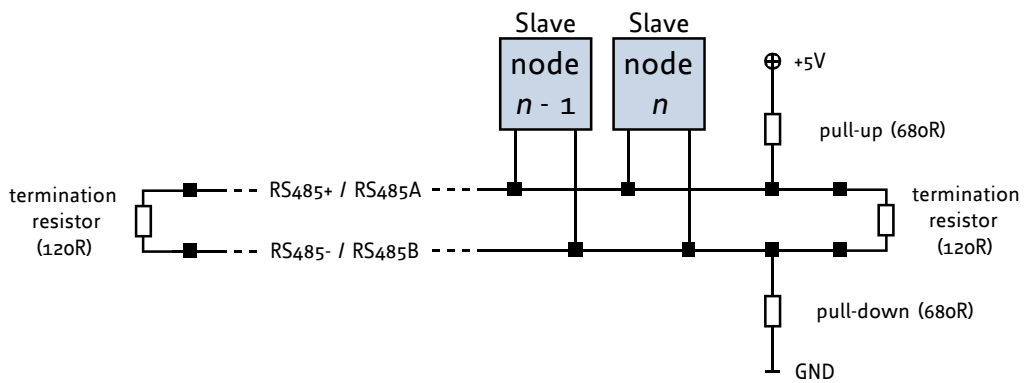 Slave
Slave
node
n - 1
node
n
+5V
pull-up (680R)
termination
resistor
(120R)
RS485+ / RS485A
RS485- / RS485B
termination
resistor
(120R)
pull-down (680R)
GND